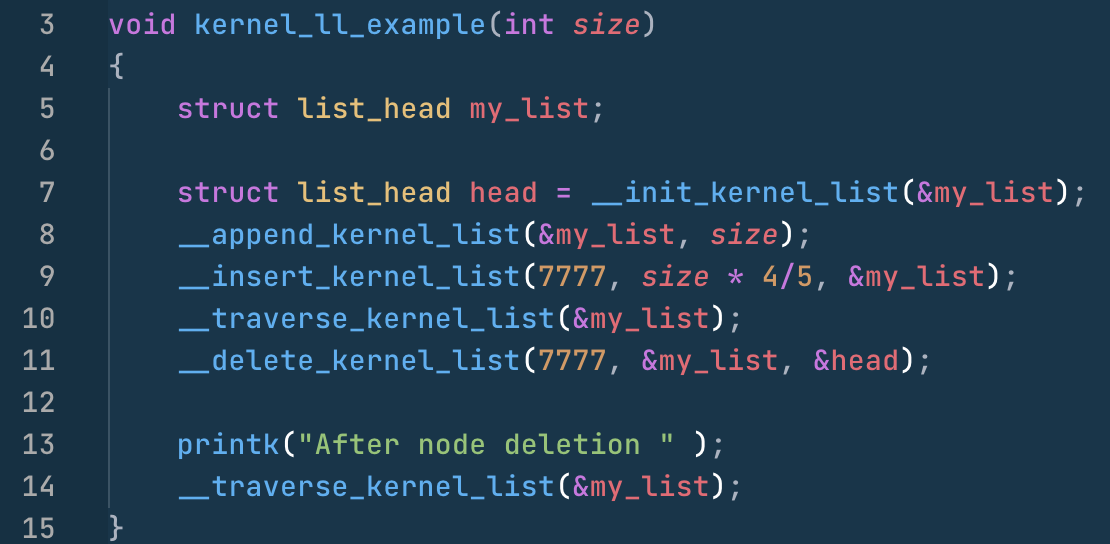 3 void kernel_ll_example(int size)
4 {
5     struct list_head my_list;
6
7     struct list_head head = __init_kernel_list(&my_list);
8     __append_kernel_list(&my_list, size);
9     __insert_kernel_list(7777, size * 4/5, &my_list);
10     __traverse_kernel_list(&my_list);
11     __delete_kernel_list(7777, &my_list, &head);
12
13     printk("After node deletion " );
14     __traverse_kernel_list(&my_list);
15 }